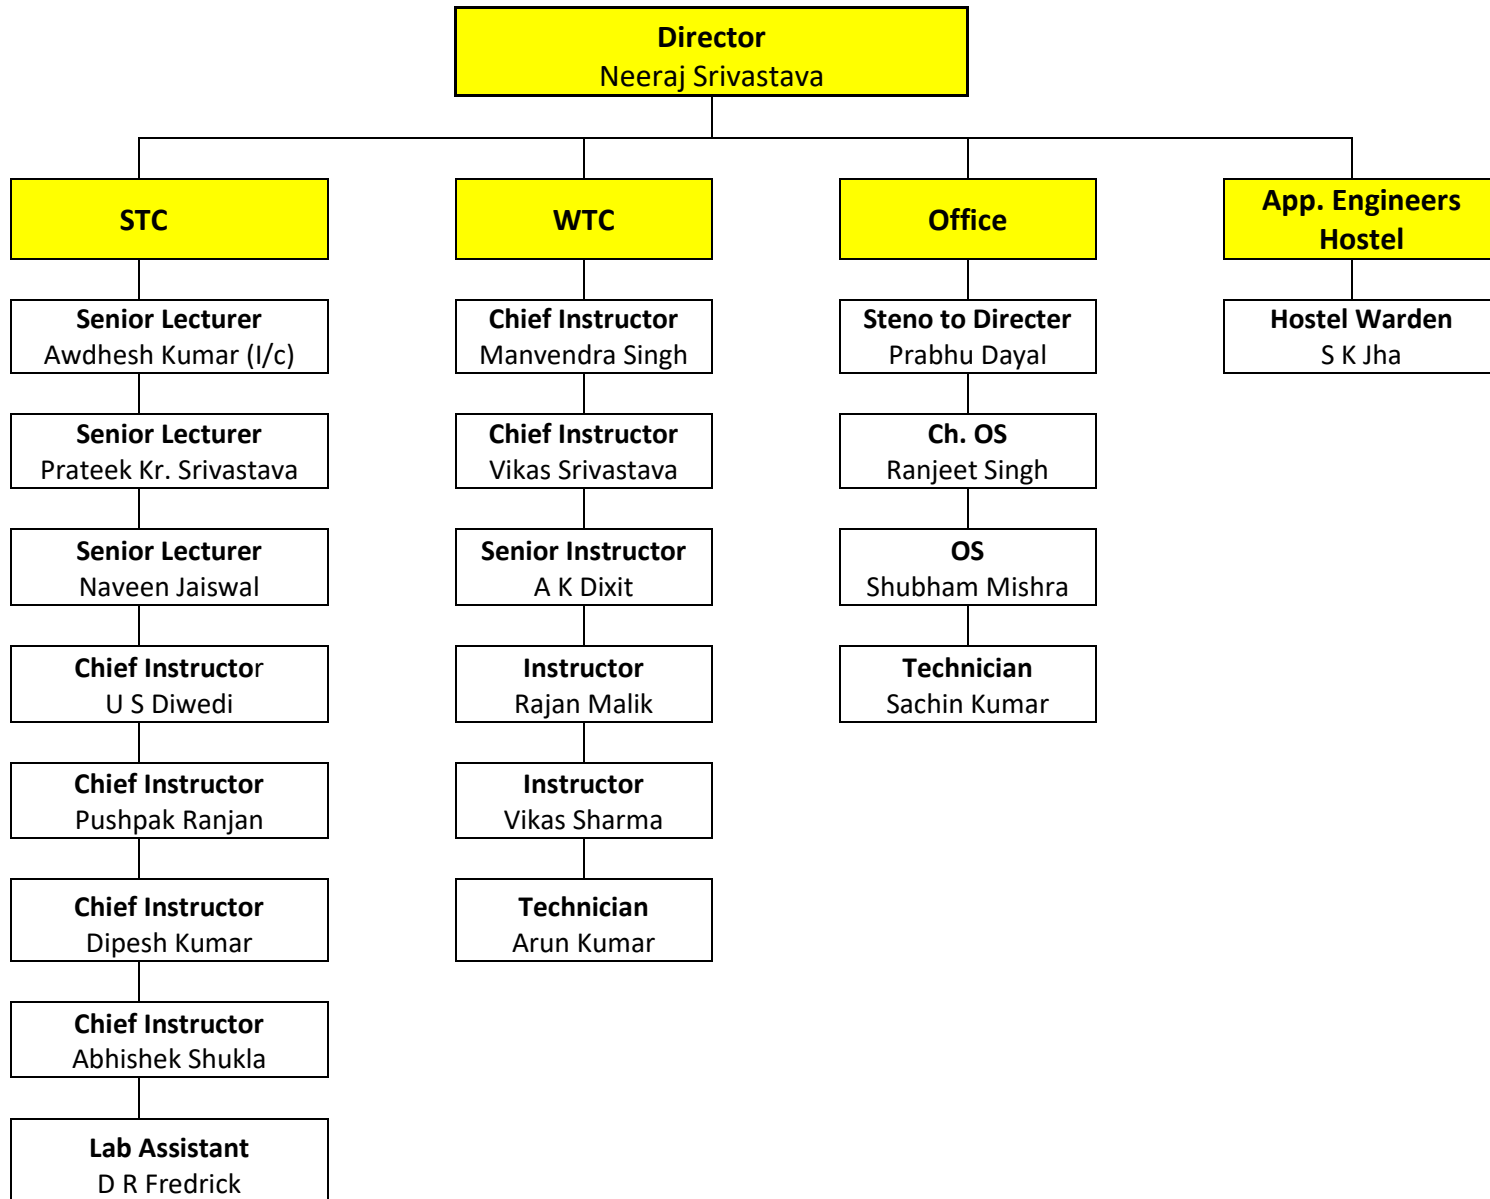 Director
Neeraj Srivastava
STC
WTC
Office
App. Engineers
Hostel
Senior Lecturer
Awdhesh Kumar (I/c)
Senior Lecturer
Prateek Kr. Srivastava
Senior Lecturer
Naveen Jaiswal
Chief Instructor
U S Diwedi
Chief Instructor
Pushpak Ranjan
Chief Instructor
Dipesh Kumar
Chief Instructor
Abhishek Shukla
Lab Assistant
D R Fredrick
Chief Instructor
Manvendra Singh
Chief Instructor
Vikas Srivastava
Senior Instructor
A K Dixit
Instructor
Rajan Malik
Instructor
Vikas Sharma
Technician
Arun Kumar
Steno to Directer
Prabhu Dayal
Ch. OS
Ranjeet Singh
OS
Shubham Mishra
Technician
Sachin Kumar
Hostel Warden
S K Jha